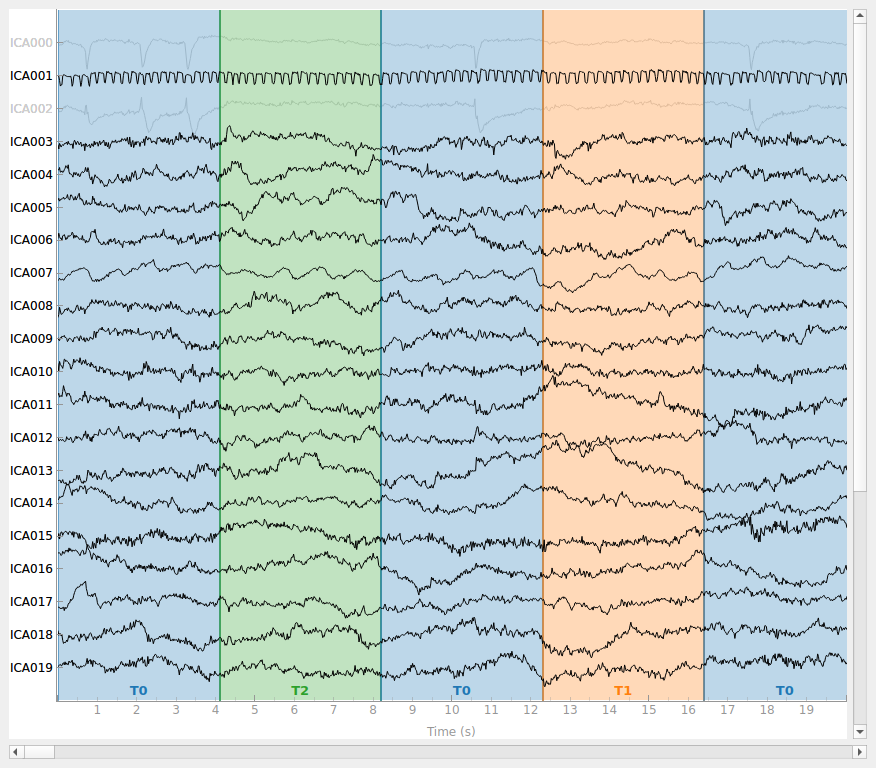 ICA000
ICA001
ICA002
ICA003
ICA004
ICA005
ICA006
ICA007
ICA008
ICA009
ICA010
ICA011
ICA012
ICA013
ICA014
ICA015
ICA016
ICA017
ICA018
ICA019
T0 T2 T0 T1 T0
1 2 3 4 5 6 7 8 9 10 11 12 13 14 15 16 17 18 19
Time (s)